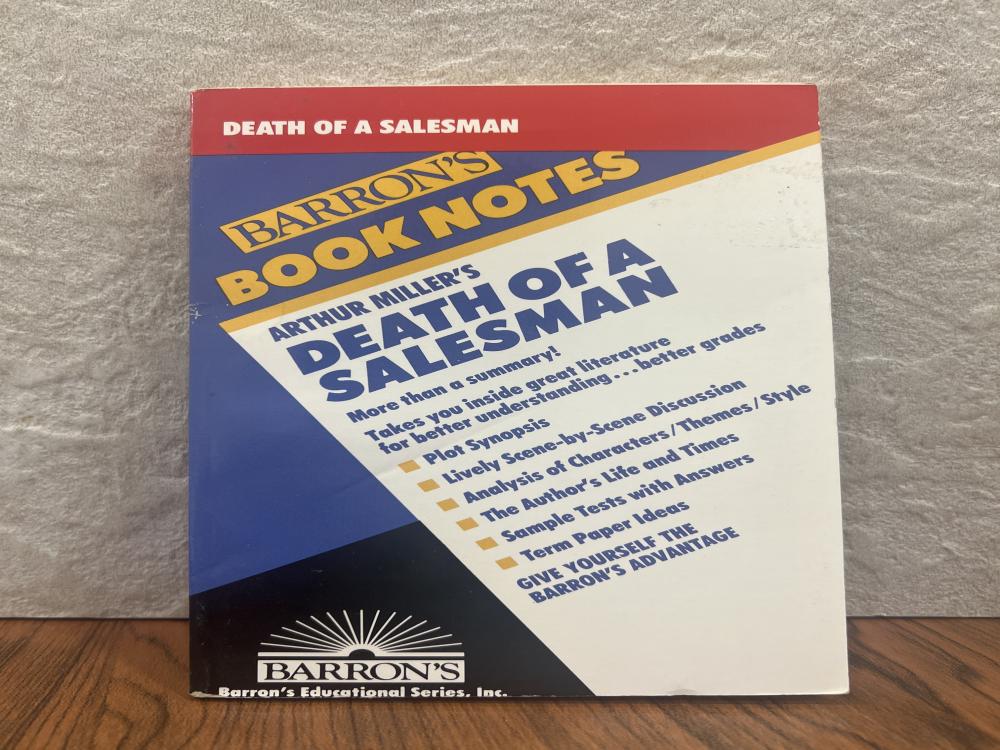 DEATH OF A SALESMAN
BARRON'S
BOOK NOTES
ARTHUR MILLER'S
DEATH OF A
SALESMAN
More than a summary!
Takes you inside great literature
for better understanding...better grades
Plot Synopsis
Lively Scene-by-Scene Discussion
Analysis of Characters/Themes/Style
The Author's Life and Times
Sample Tests with Answers
Term Paper Ideas
GIVE YOURSELF THE
BARRON'S ADVANTAGE
BARRON'S
Barron's Educational Series, Inc.